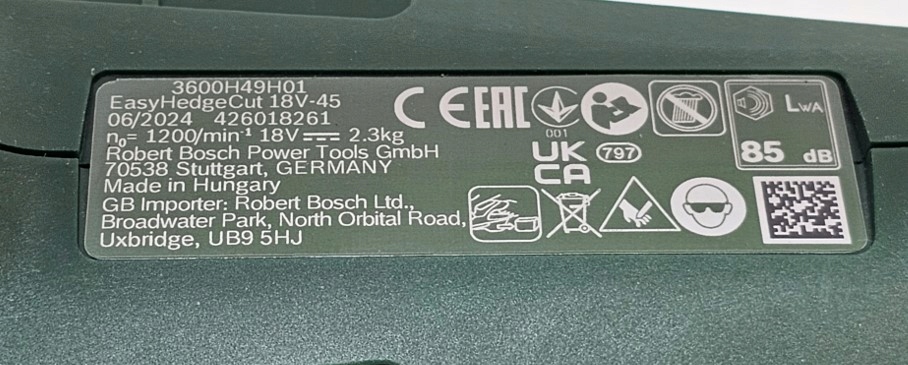 3600H49H01
EasyHedgeCut 18V-45
06/2024 426018261
n₀= 1200/min⁻¹ 18V⎓ 2.3kg
Robert Bosch Power Tools GmbH
70538 Stuttgart, GERMANY
Made in Hungary
GB Importer: Robert Bosch Ltd.,
Broadwater Park, North Orbital Road,
Uxbridge, UB9 5HJ
CE EAC
001
UK
CA
797
LWA
85 dB